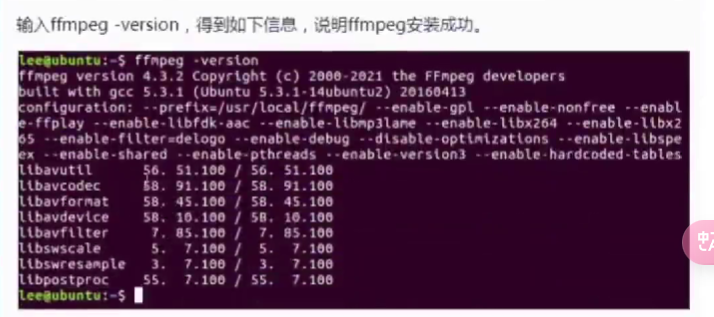 输入ffmpeg -version，得到如下信息，说明ffmpeg安装成功。
lee@ubuntu:~$ ffmpeg -version
ffmpeg version 4.3.2 Copyright (c) 2000-2021 the FFmpeg developers
built with gcc 5.3.1 (Ubuntu 5.3.1-14ubuntu2) 20160413
configuration: --prefix=/usr/local/ffmpeg/ --enable-gpl --enable-nonfree --enabl
e-ffplay --enable-libfdk-aac --enable-libmp3lame --enable-libx264 --enable-libx2
65 --enable-filter=delogo --enable-debug --disable-optimizations --enable-libspe
ex --enable-shared --enable-pthreads --enable-version3 --enable-hardcoded-tables
libavutil      56. 51.100 / 56. 51.100
libavcodec     58. 91.100 / 58. 91.100
libavformat    58. 45.100 / 58. 45.100
libavdevice    58. 10.100 / 58. 10.100
libavfilter     7. 85.100 /  7. 85.100
libswscale      5.  7.100 /  5.  7.100
libswresample   3.  7.100 /  3.  7.100
libpostproc    55.  7.100 / 55.  7.100
lee@ubuntu:~$